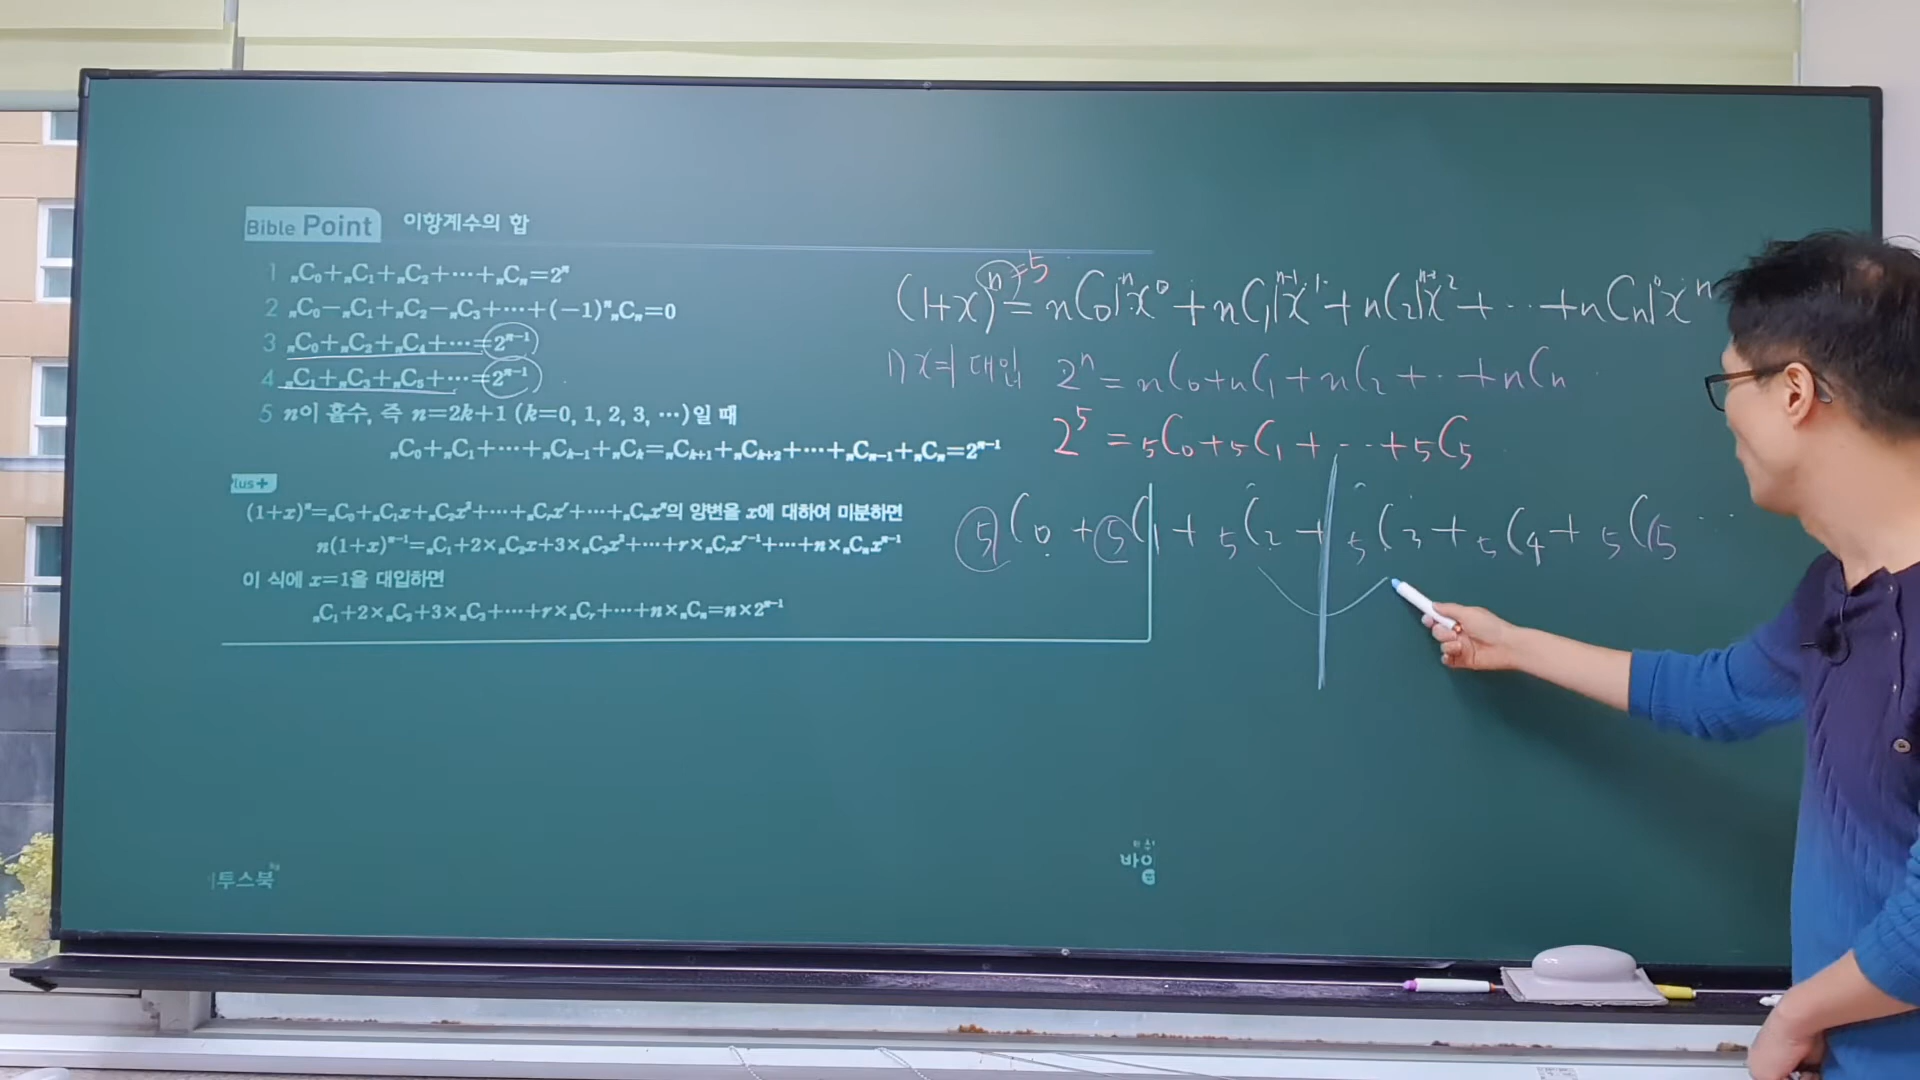 Bible Point 이항계수의 합
1 ₙC₀+ₙC₁+ₙC₂+⋯+ₙCₙ=2ⁿ
2 ₙC₀−ₙC₁+ₙC₂−ₙC₃+⋯+(−1)ⁿₙCₙ=0
3 ₙC₀+ₙC₂+ₙC₄+⋯=2ⁿ⁻¹
4 ₙC₁+ₙC₃+ₙC₅+⋯=2ⁿ⁻¹
5 n이 홀수, 즉 n=2k+1 (k=0, 1, 2, 3, ⋯)일 때
ₙC₀+ₙC₁+⋯+ₙCₖ₋₁+ₙCₖ=ₙCₖ₊₁+ₙCₖ₊₂+⋯+ₙCₙ₋₁+ₙCₙ=2ⁿ⁻¹
lus+
(1+x)ⁿ=ₙC₀+ₙC₁x+ₙC₂x²+⋯+ₙCᵣxʳ+⋯+ₙCₙxⁿ의 양변을 x에 대하여 미분하면
n(1+x)ⁿ⁻¹=ₙC₁+2×ₙC₂x+3×ₙC₃x²+⋯+r×ₙCᵣxʳ⁻¹+⋯+n×ₙCₙxⁿ⁻¹
이 식에 x=1을 대입하면
ₙC₁+2×ₙC₂+3×ₙC₃+⋯+r×ₙCᵣ+⋯+n×ₙCₙ=n×2ⁿ⁻¹
투스북
바이
=5
(1+x)ⁿ = nC₀1ⁿx⁰ + nC₁1ⁿ⁻¹x¹ + nC₂1ⁿ⁻²x² + ⋯ + nCn1⁰xⁿ
1) x=1 대입 2ⁿ = nC₀+nC₁+nC₂+⋯+nCn
2⁵ = ₅C₀+₅C₁+⋯+₅C₅
₅C₀ + ₅C₁ + ₅C₂ + ₅C₃ + ₅C₄ + ₅C₅